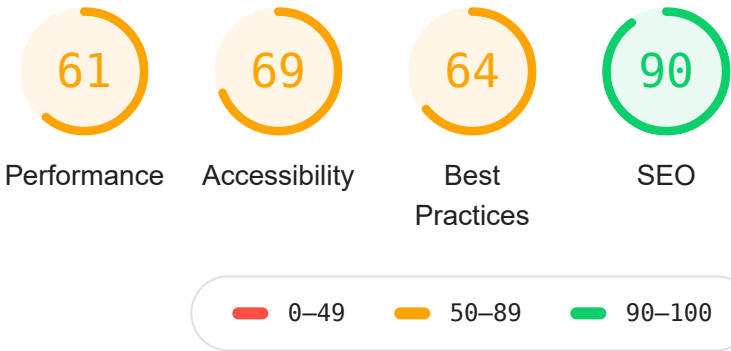 61 69 64 90
Performance Accessibility Best SEO
Practices
0–49 50–89 90–100